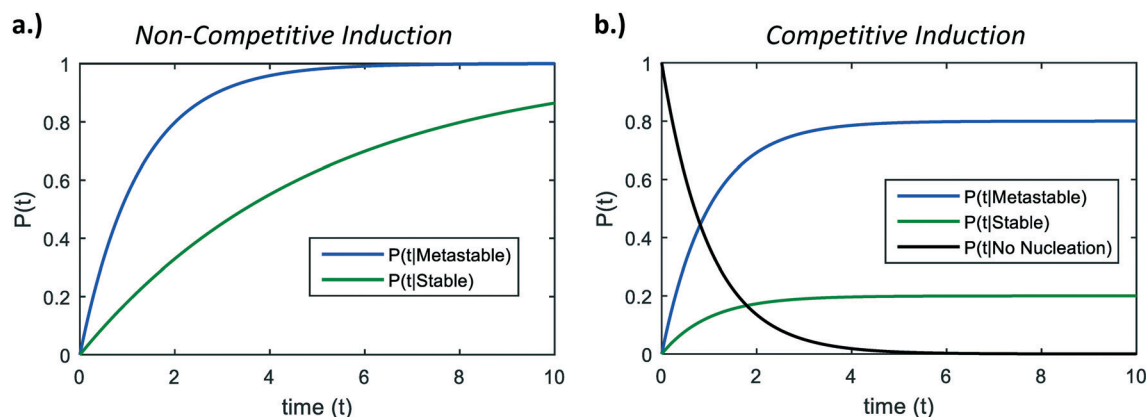 a.)
Non-Competitive Induction
1
0.8
0.6
0.4
0.2
0
P(t)
0 2 4 6 8 10
time (t)
P(t|Metastable)
P(t|Stable)
b.)
Competitive Induction
1
0.8
0.6
0.4
0.2
0
P(t)
0 2 4 6 8 10
time (t)
P(t|Metastable)
P(t|Stable)
P(t|No Nucleation)